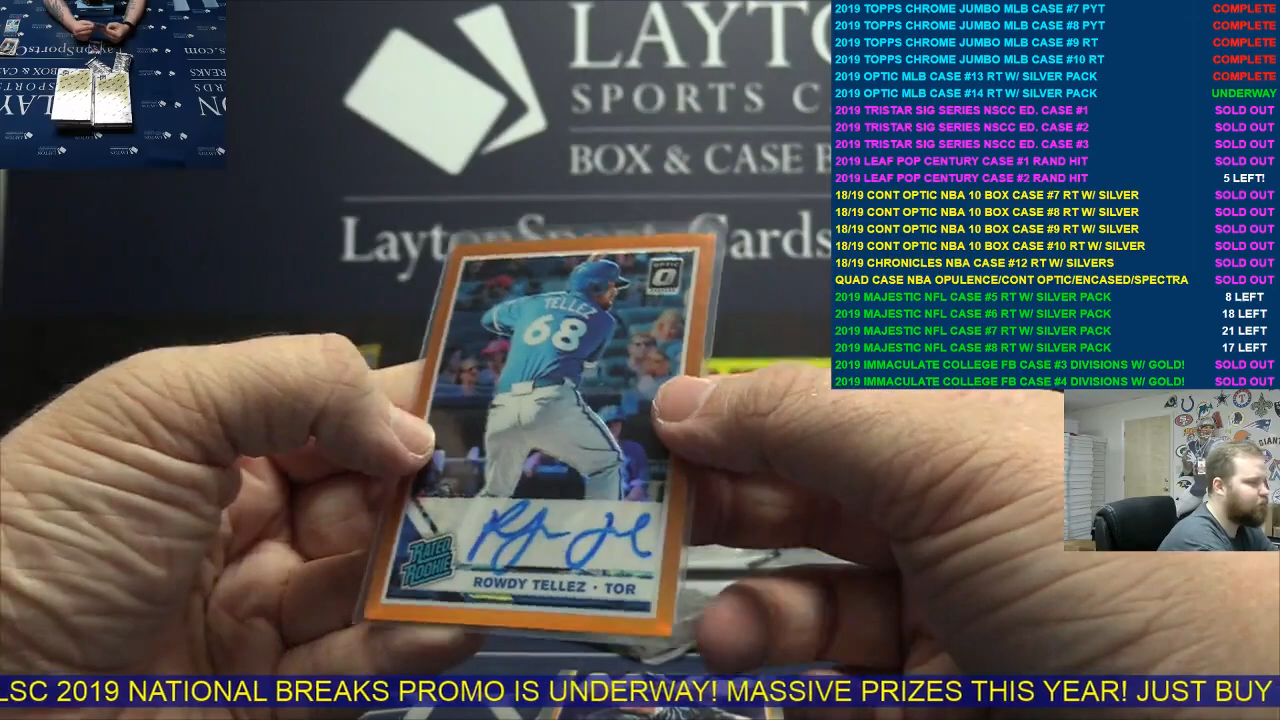 2019 TOPPS CHROME JUMBO MLB CASE #7 PYT COMPLETE
2019 TOPPS CHROME JUMBO MLB CASE #8 PYT COMPLETE
2019 TOPPS CHROME JUMBO MLB CASE #9 RT COMPLETE
2019 TOPPS CHROME JUMBO MLB CASE #10 RT COMPLETE
2019 OPTIC MLB CASE #13 RT W/ SILVER PACK COMPLETE
2019 OPTIC MLB CASE #14 RT W/ SILVER PACK UNDERWAY
2019 TRISTAR SIG SERIES NSCC ED. CASE #1 SOLD OUT
2019 TRISTAR SIG SERIES NSCC ED. CASE #2 SOLD OUT
2019 TRISTAR SIG SERIES NSCC ED. CASE #3 SOLD OUT
2019 LEAF POP CENTURY CASE #1 RAND HIT SOLD OUT
2019 LEAF POP CENTURY CASE #2 RAND HIT 5 LEFT!
18/19 CONT OPTIC NBA 10 BOX CASE #7 RT W/ SILVER SOLD OUT
18/19 CONT OPTIC NBA 10 BOX CASE #8 RT W/ SILVER SOLD OUT
18/19 CONT OPTIC NBA 10 BOX CASE #9 RT W/ SILVER SOLD OUT
18/19 CONT OPTIC NBA 10 BOX CASE #10 RT W/ SILVER SOLD OUT
18/19 CHRONICLES NBA CASE #12 RT W/ SILVERS SOLD OUT
QUAD CASE NBA OPULENCE/CONT OPTIC/ENCASED/SPECTRA SOLD OUT
2019 MAJESTIC NFL CASE #5 RT W/ SILVER PACK 8 LEFT
2019 MAJESTIC NFL CASE #6 RT W/ SILVER PACK 18 LEFT
2019 MAJESTIC NFL CASE #7 RT W/ SILVER PACK 21 LEFT
2019 MAJESTIC NFL CASE #8 RT W/ SILVER PACK 17 LEFT
2019 IMMACULATE COLLEGE FB CASE #3 DIVISIONS W/ GOLD! SOLD OUT
2019 IMMACULATE COLLEGE FB CASE #4 DIVISIONS W/ GOLD! SOLD OUT
LAYTO
SPORTS C
BOX & CASE B
LaytonSports Cards
OPTIC
TELLEZ
68
RATED
ROOKIE
ROWDY TELLEZ · TOR
GIANTS
LSC 2019 NATIONAL BREAKS PROMO IS UNDERWAY! MASSIVE PRIZES THIS YEAR! JUST BUY